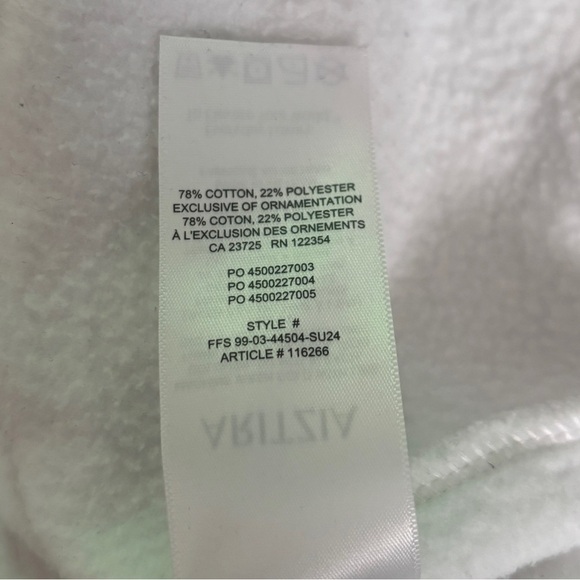 78% COTTON, 22% POLYESTER
EXCLUSIVE OF ORNAMENTATION
78% COTON, 22% POLYESTER
À L'EXCLUSION DES ORNEMENTS
CA 23725 RN 122354
PO 4500227003
PO 4500227004
PO 4500227005
STYLE #
FFS 99-03-44504-SU24
ARTICLE # 116266
ARITZIA